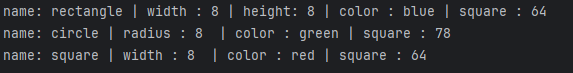 name: rectangle | width : 8 | height: 8 | color : blue | square : 64
name: circle | radius : 8  | color : green | square : 78
name: square | width : 8  | color : red | square : 64